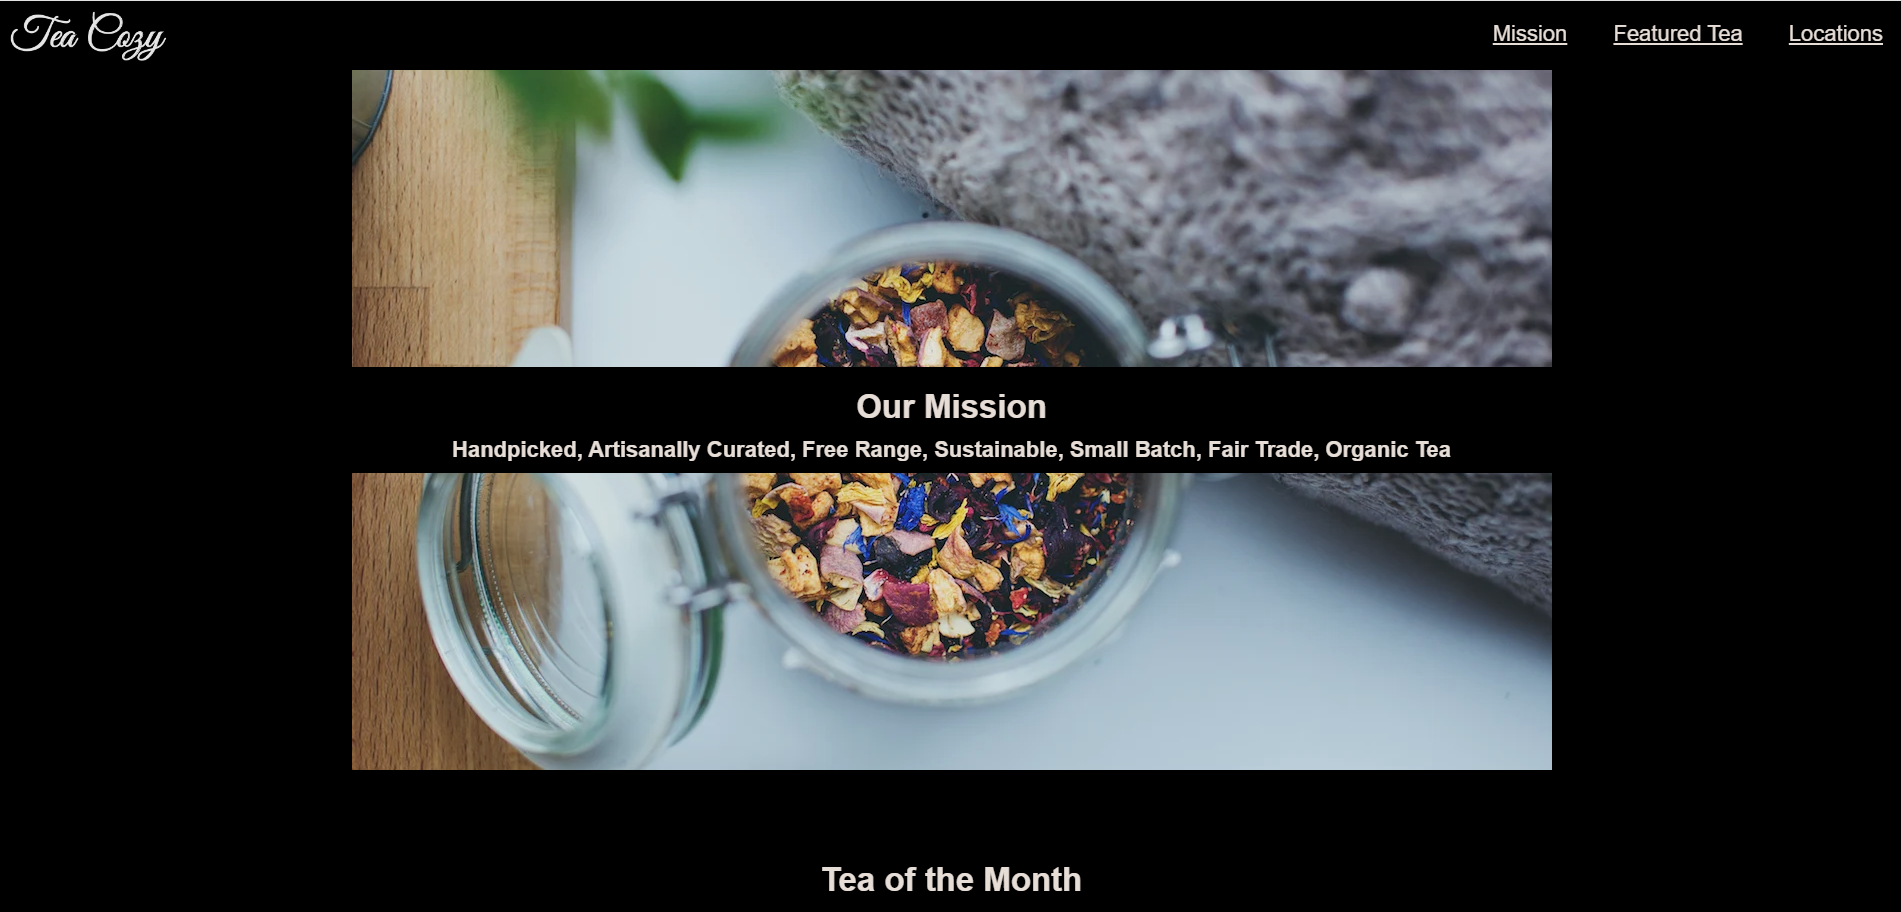 Tea Cozy
Mission Featured Tea Locations
Our Mission
Handpicked, Artisanally Curated, Free Range, Sustainable, Small Batch, Fair Trade, Organic Tea
Tea of the Month